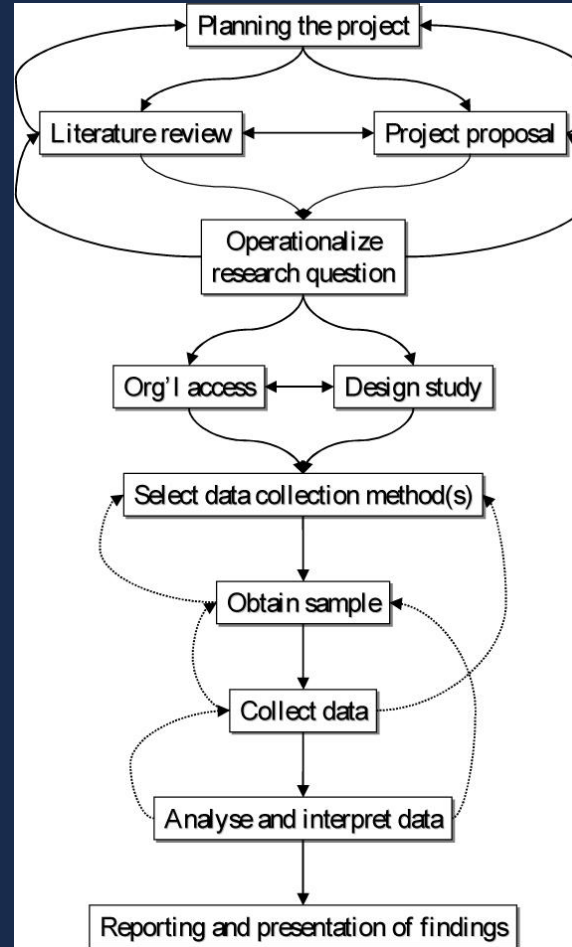 Planning the project
Literature review
Project proposal
Operationalize
research question
Org'l access
Design study
Select data collection method(s)
Obtain sample
Collect data
Analyse and interpret data
Reporting and presentation of findings